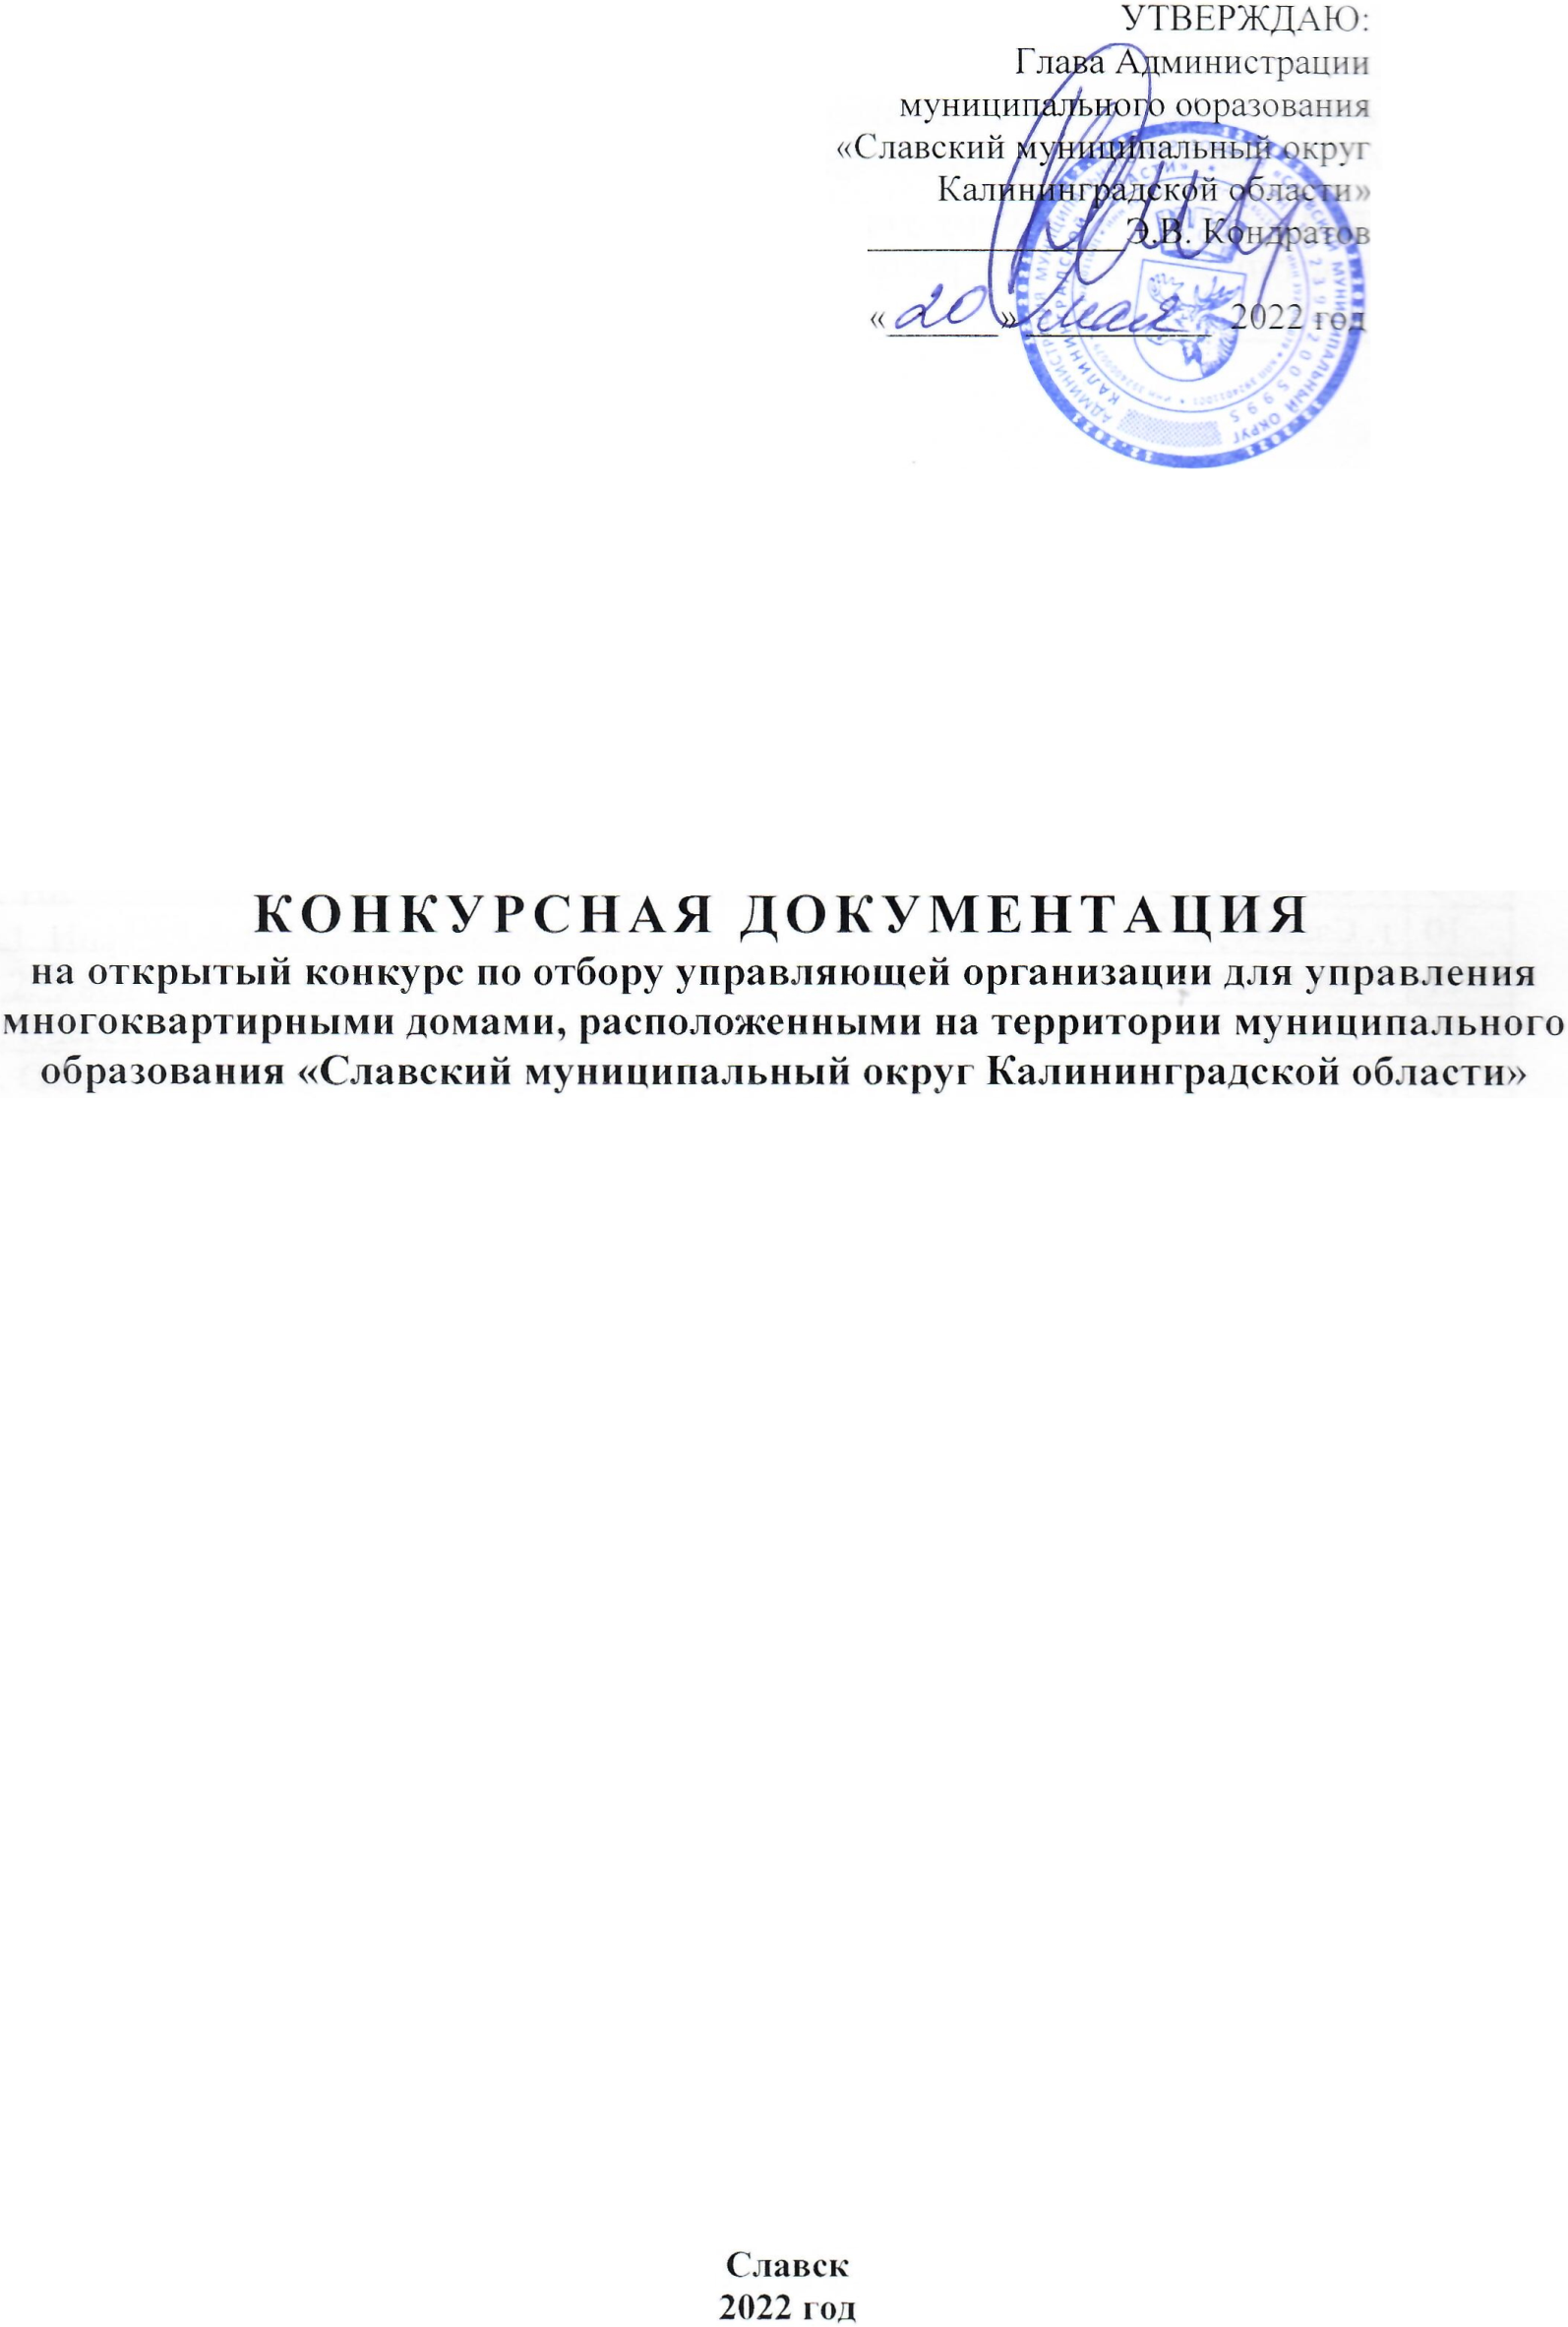 УТВЕРЖДАЮ:
Глава Администрации
муниципального образования
«Славский муниципальный округ
Калининградской области»
Э.В. Кондратов
«20» мая 2022 год
КОНКУРСНАЯ ДОКУМЕНТАЦИЯ
на открытый конкурс по отбору управляющей организации для управления
многоквартирными домами, расположенными на территории муниципального
образования «Славский муниципальный округ Калининградской области»
Славск
2022 год